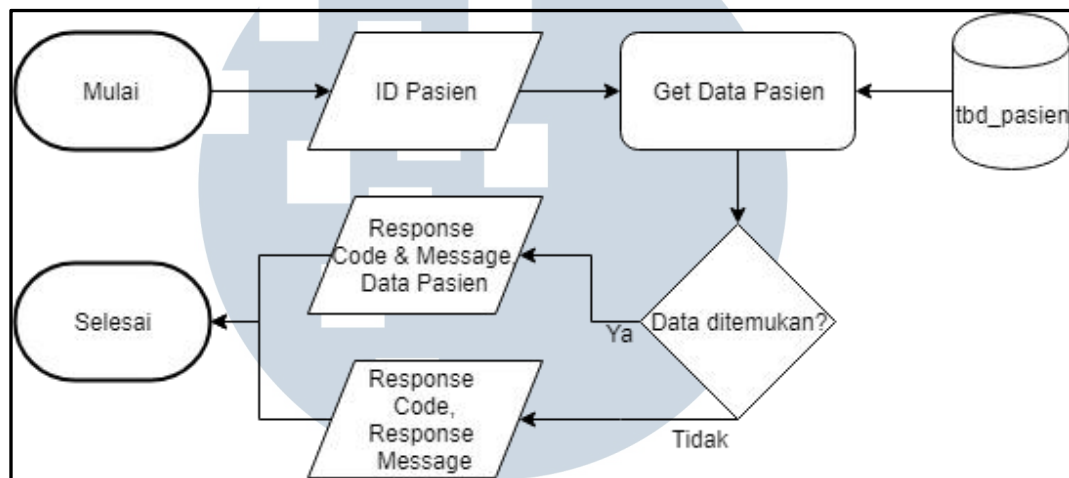 Mulai
ID Pasien
Get Data Pasien
tbd_pasien
Response
Code & Message,
Data Pasien
Selesai
Ya
Data ditemukan?
Response
Code,
Response
Message
Tidak